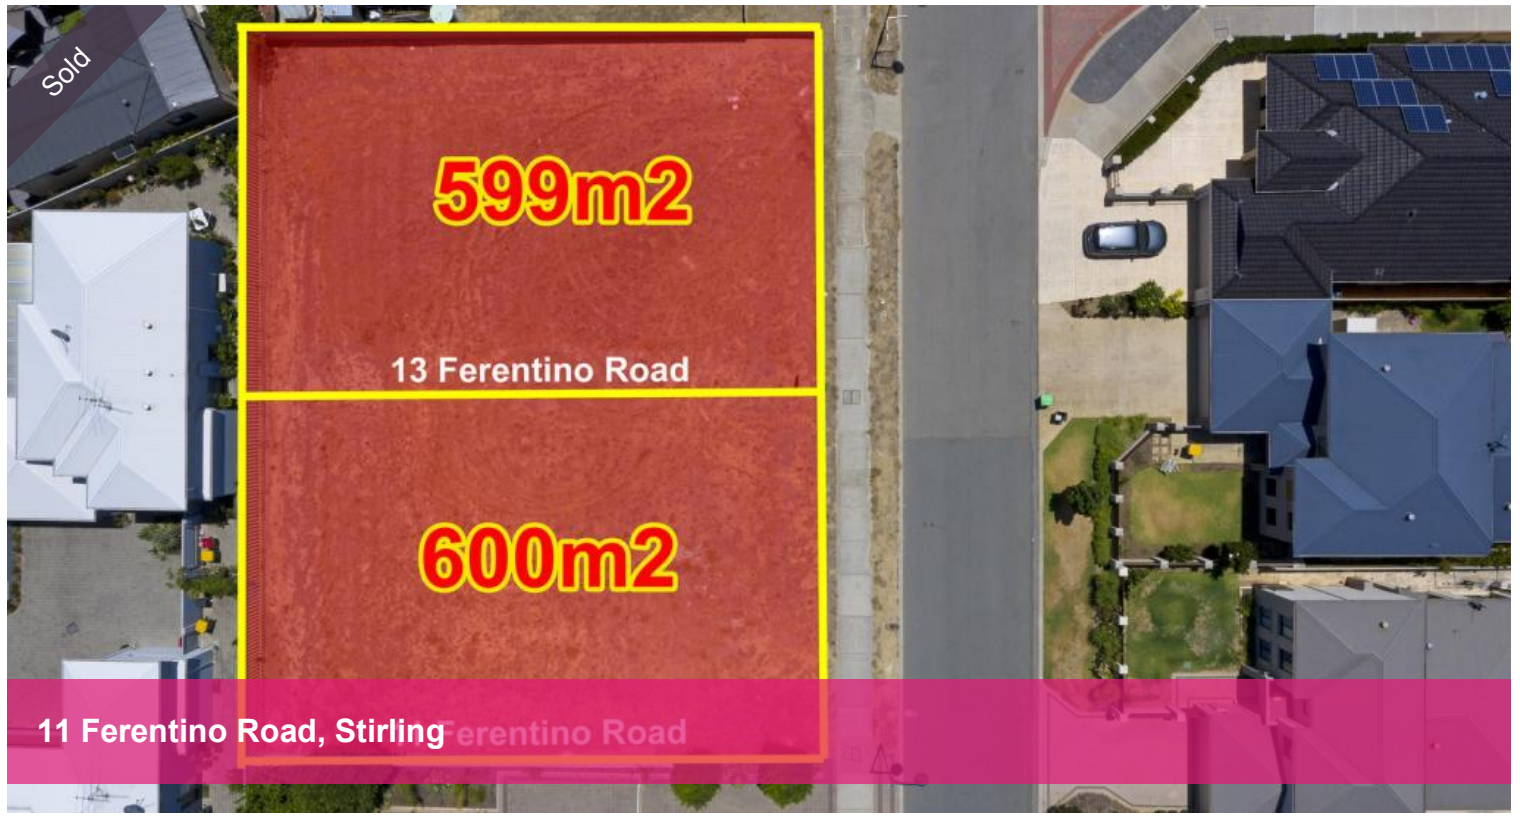 Sold
599m2
13 Ferentino Road
600m2
11 Ferentino Road, Stirling
Ferentino Road